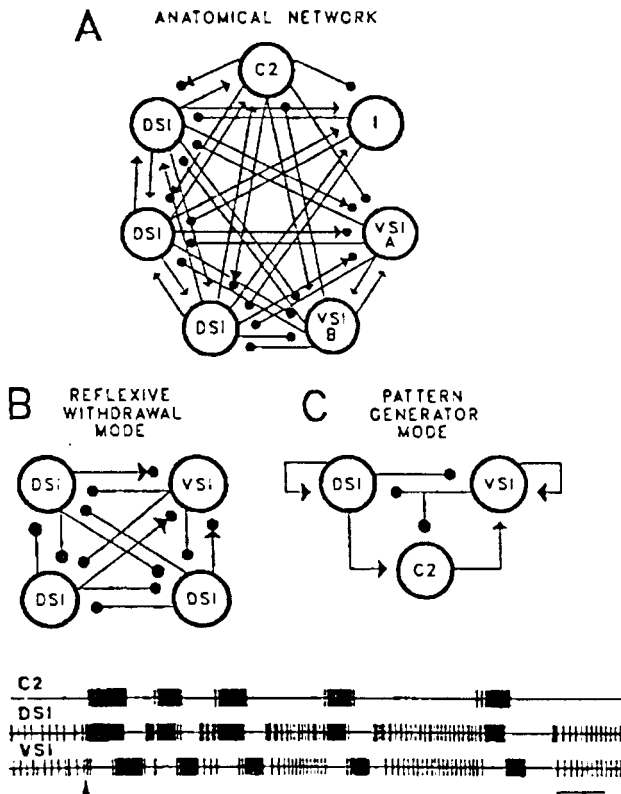 A
ANATOMICAL NETWORK
C2
DSI
I
DSI
VSI
A
DSI
VSI
B
B
REFLEXIVE
WITHDRAWAL
MODE
C
PATTERN
GENERATOR
MODE
DSI
VSI
DSI
VSI
C2
DSI
DSI
C2
DSI
VSI